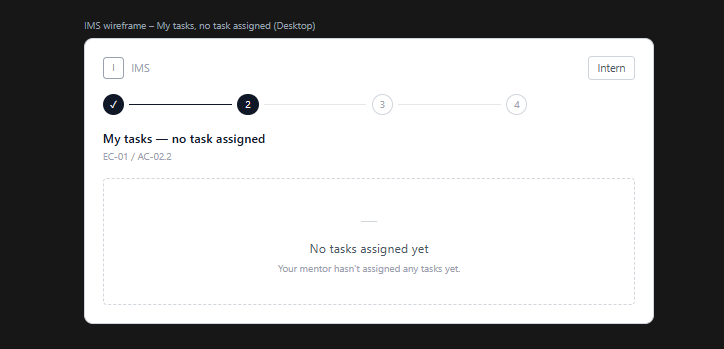 IMS wireframe – My tasks, no task assigned (Desktop)
I IMS Intern
✓ 2 3 4
My tasks — no task assigned
EC-01 / AC-02.2
—
No tasks assigned yet
Your mentor hasn't assigned any tasks yet.